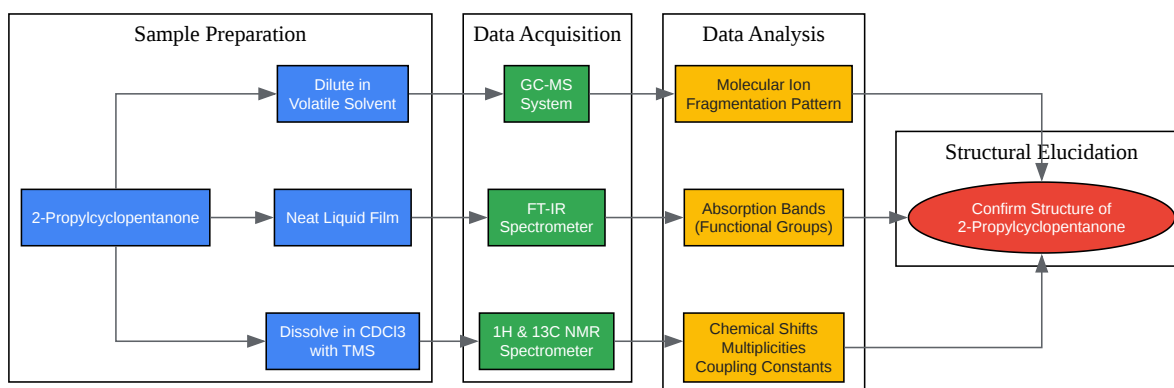 Sample Preparation
Data Acquisition
Data Analysis
Dilute in
Volatile Solvent
GC-MS
System
Molecular Ion
Fragmentation Pattern
Structural Elucidation
2-Propylcyclopentanone
Neat Liquid Film
FT-IR
Spectrometer
Absorption Bands
(Functional Groups)
Confirm Structure of
2-Propylcyclopentanone
Dissolve in CDCl3
with TMS
1H & 13C NMR
Spectrometer
Chemical Shifts
Multiplicities
Coupling Constants